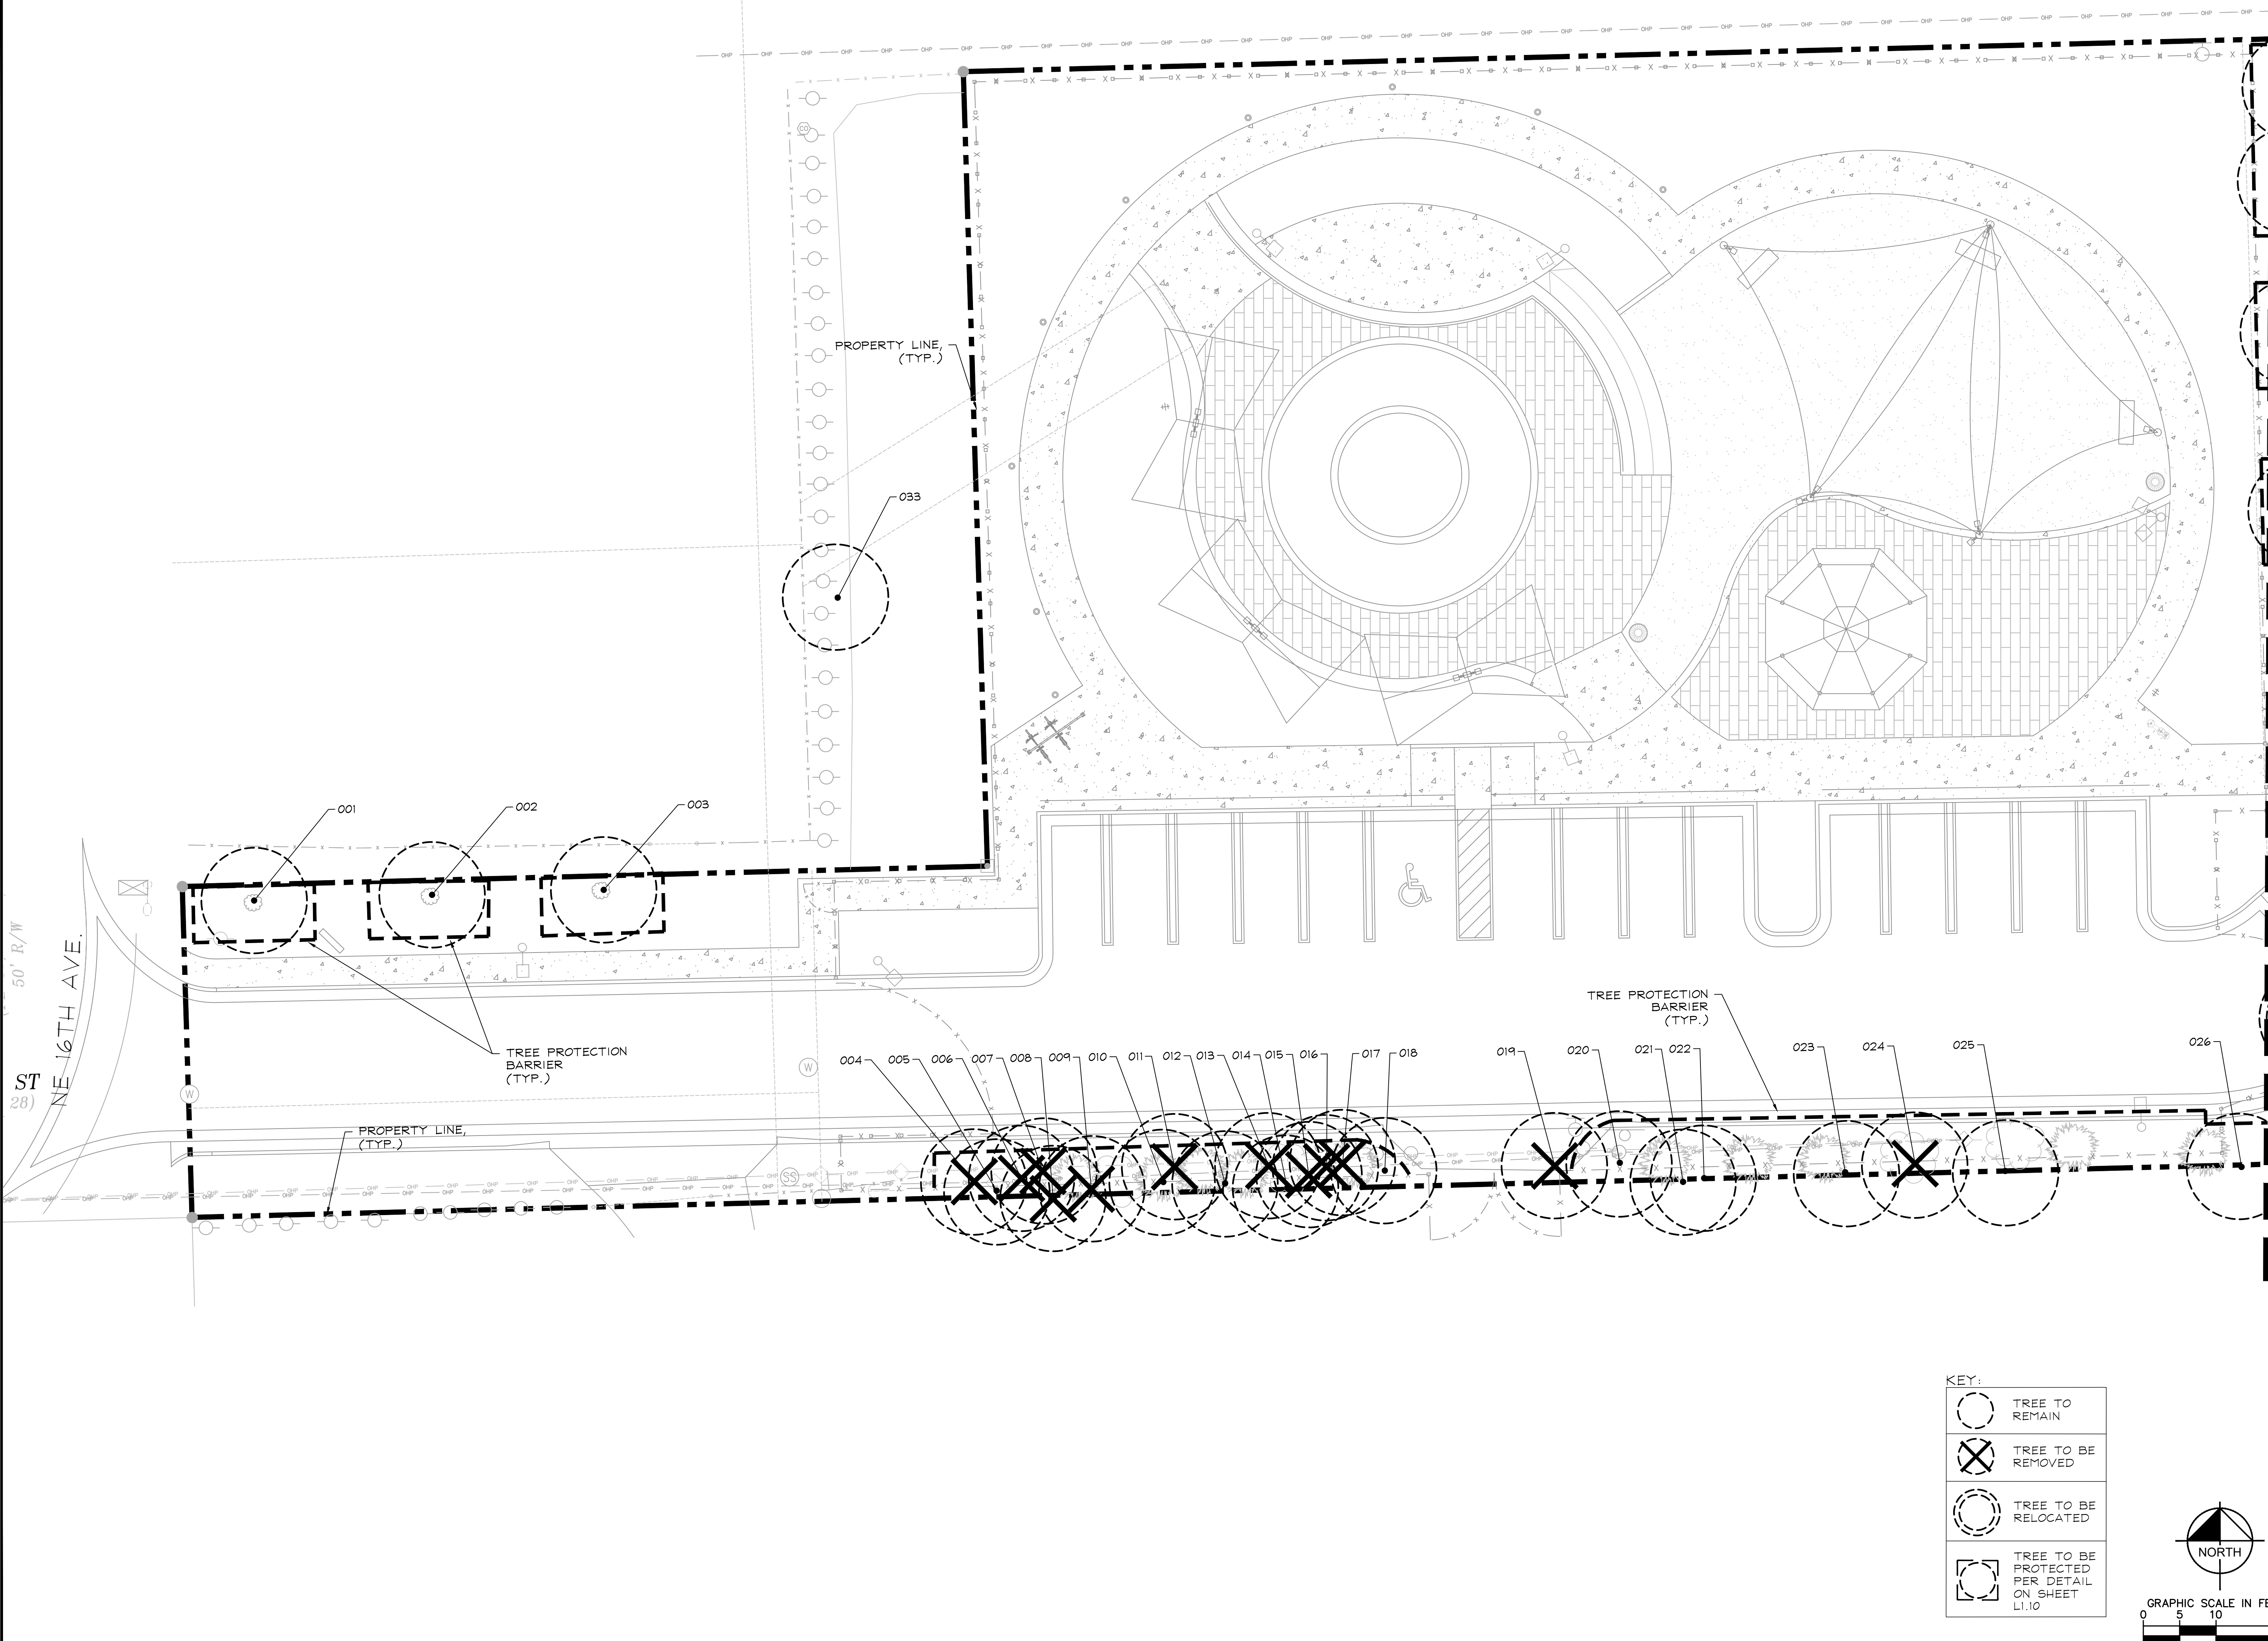 PROPERTY LINE,
(TYP.)
033
001
002
003
50' R/W
NE 16TH AVE.
ST
28)
TREE PROTECTION
BARRIER
(TYP.)
TREE PROTECTION
BARRIER
(TYP.)
004
005
006
007
008
009
010
011
012
013
014
015
016
017
018
019
020
021
022
023
024
025
026
PROPERTY LINE,
(TYP.)
W
W
SS
CO
OHP
KEY:
TREE TO
REMAIN
TREE TO BE
REMOVED
TREE TO BE
RELOCATED
TREE TO BE
PROTECTED
PER DETAIL
ON SHEET
L1.10
NORTH
GRAPHIC SCALE IN FE
0 5 10